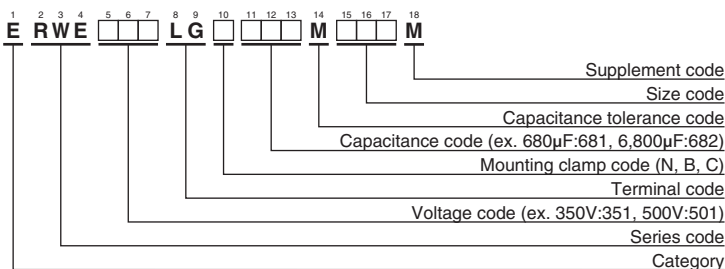 1 2 3 4 5 6 7 8 9 10 11 12 13 14 15 16 17 18
E RWE □□□ LG □ □□□ M □□□ M
Supplement code
Size code
Capacitance tolerance code
Capacitance code (ex. 680µF:681, 6,800µF:682)
Mounting clamp code (N, B, C)
Terminal code
Voltage code (ex. 350V:351, 500V:501)
Series code
Category